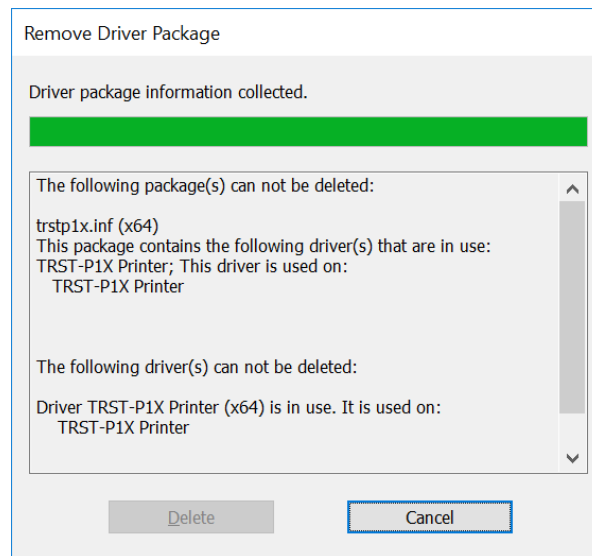 Remove Driver Package
Driver package information collected.
The following package(s) can not be deleted:
trstp1x.inf (x64)
This package contains the following driver(s) that are in use:
TRST-P1X Printer; This driver is used on:
TRST-P1X Printer
The following driver(s) can not be deleted:
Driver TRST-P1X Printer (x64) is in use. It is used on:
TRST-P1X Printer
Delete
Cancel